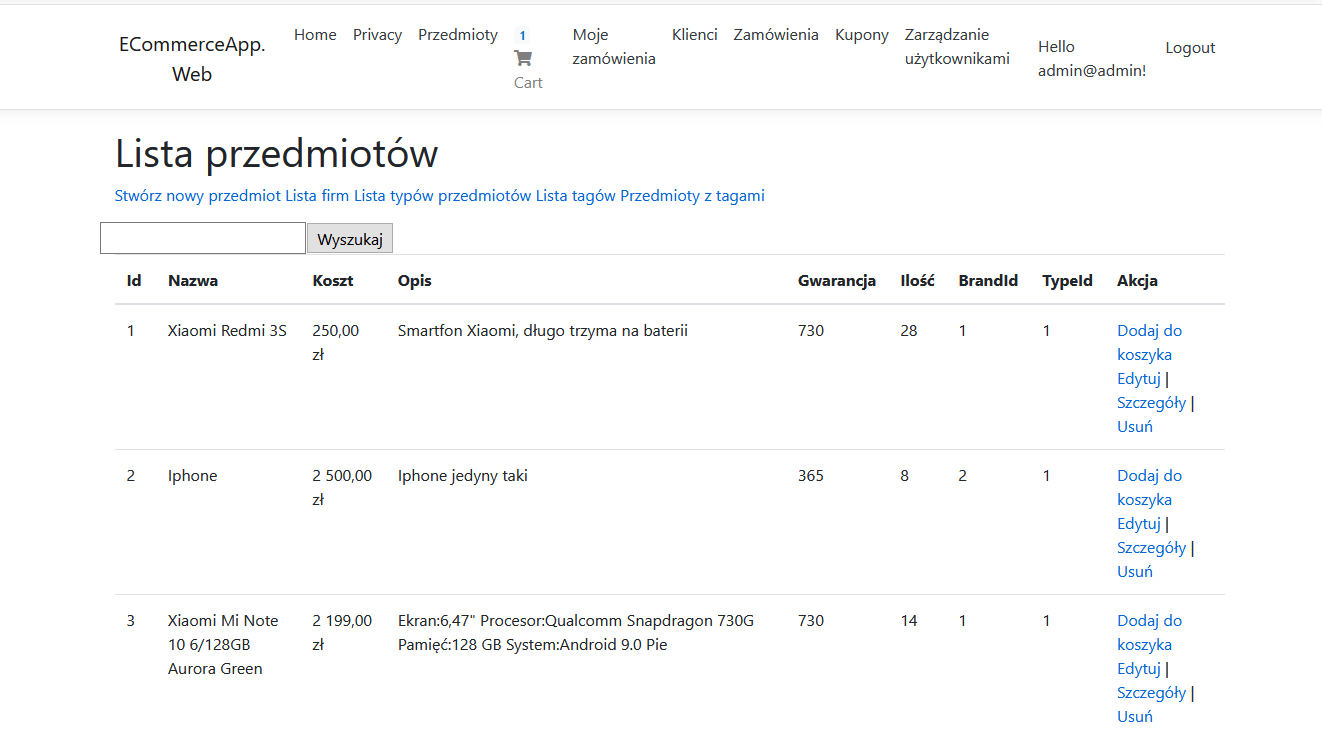 ECommerceApp.
Web
Home Privacy Przedmioty 1 Cart Moje zamówienia Klienci Zamówienia Kupony Zarządzanie użytkownikami Hello admin@admin! Logout
Lista przedmiotów
Stwórz nowy przedmiot Lista firm Lista typów przedmiotów Lista tagów Przedmioty z tagami
Wyszukaj
Id Nazwa Koszt Opis Gwarancja Ilość BrandId TypeId Akcja
1 Xiaomi Redmi 3S 250,00 Smartfon Xiaomi, długo trzyma na baterii 730 28 1 1 Dodaj do
zł koszyka
Edytuj |
Szczegóły |
Usuń
2 Iphone 2 500,00 Iphone jedyny taki 365 8 2 1 Dodaj do
zł koszyka
Edytuj |
Szczegóły |
Usuń
3 Xiaomi Mi Note 2 199,00 Ekran:6,47" Procesor:Qualcomm Snapdragon 730G 730 14 1 1 Dodaj do
10 6/128GB zł Pamięć:128 GB System:Android 9.0 Pie koszyka
Aurora Green Edytuj |
Szczegóły |
Usuń